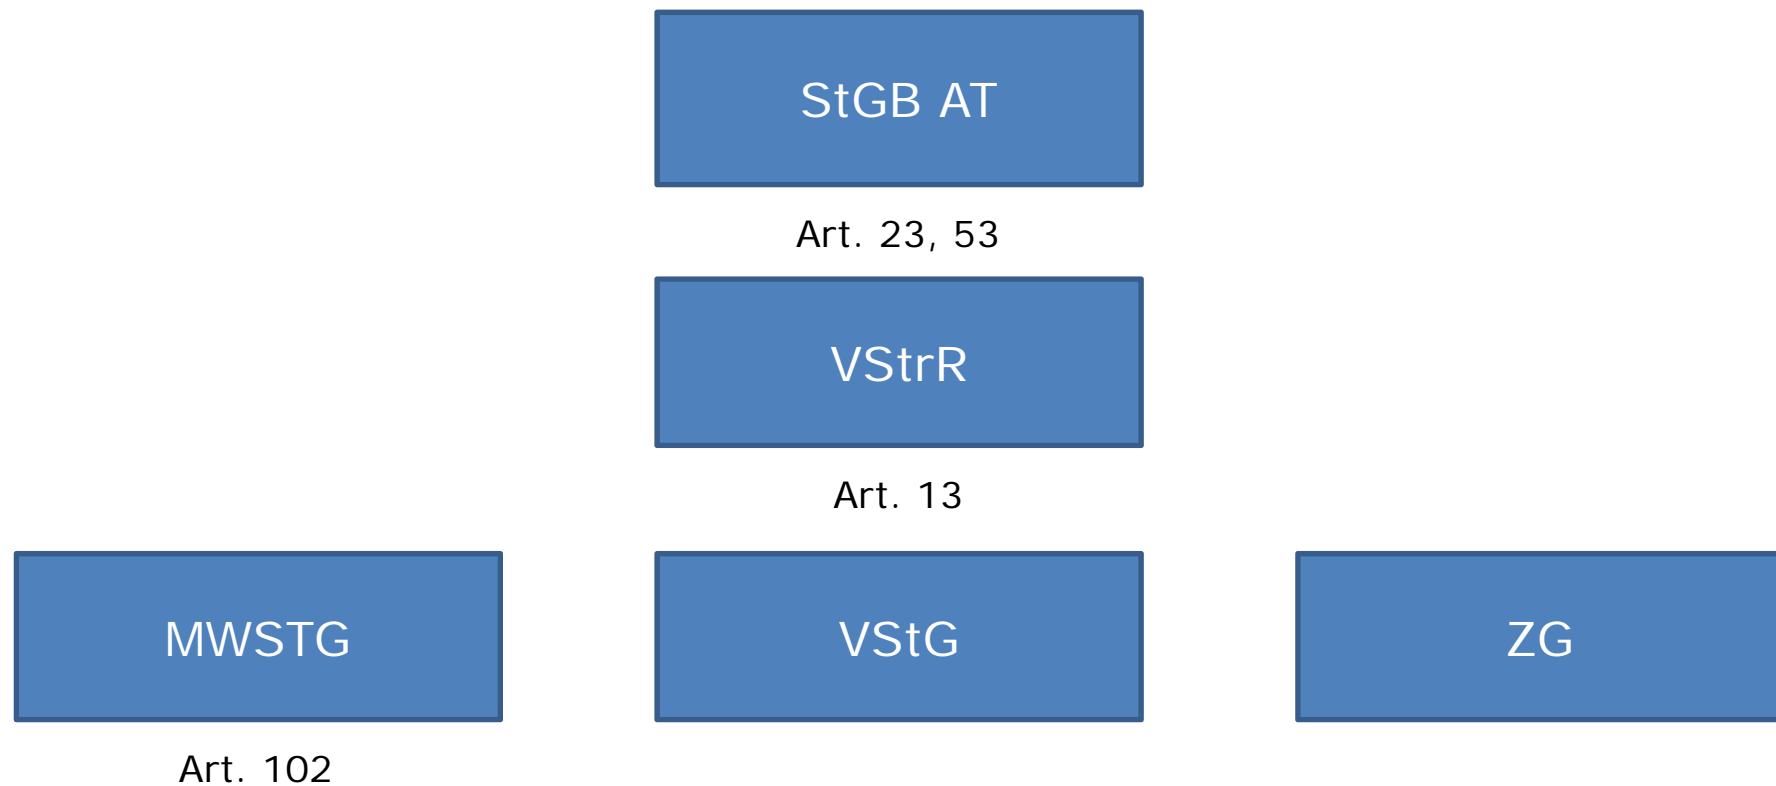 StGB AT
Art. 23, 53
VStrR
Art. 13
MWSTG
VStG
ZG
Art. 102